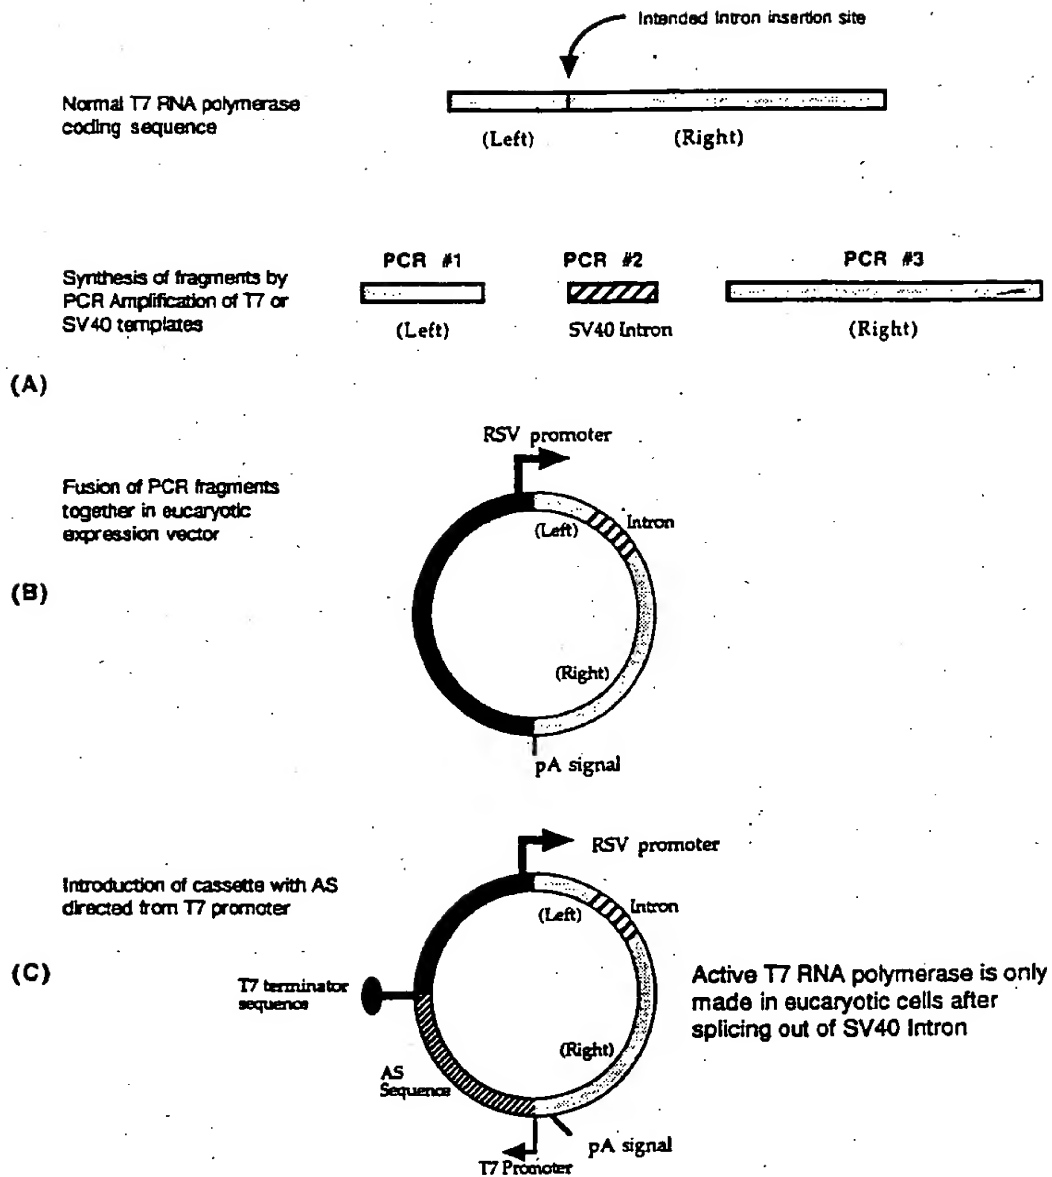 Intended Intron insertion site
Normal T7 RNA polymerase
coding sequence
(Left)
(Right)
PCR #1
PCR #2
PCR #3
Synthesis of fragments by
PCR Amplification of T7 or
SV40 templates
(Left)
SV40 Intron
(Right)
(A)
RSV promoter
Fusion of PCR fragments
together in eucaryotic
expression vector
(Left)
Intron
(B)
(Right)
pA signal
RSV promoter
Introduction of cassette with AS
directed from T7 promoter
(Left)
Intron
(C)
T7 terminator
sequence
Active T7 RNA polymerase is only
made in eucaryotic cells after
splicing out of SV40 Intron
(Right)
AS
Sequence
pA signal
T7 Promoter